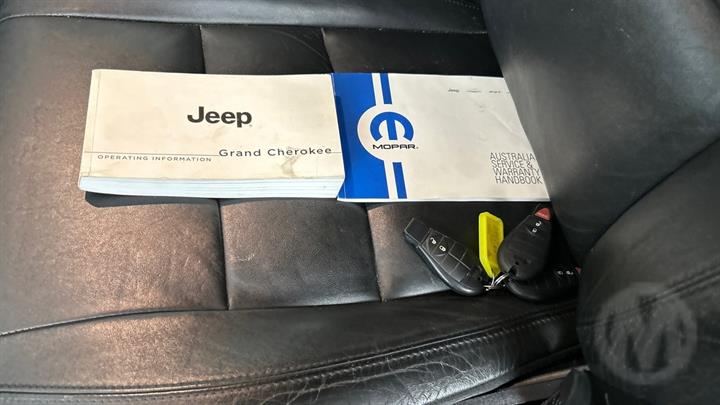 Jeep
OPERATING INFORMATION Grand Cherokee
MOPAR
AUSTRALIA
SERVICE &
WARRANTY
HANDBOOK